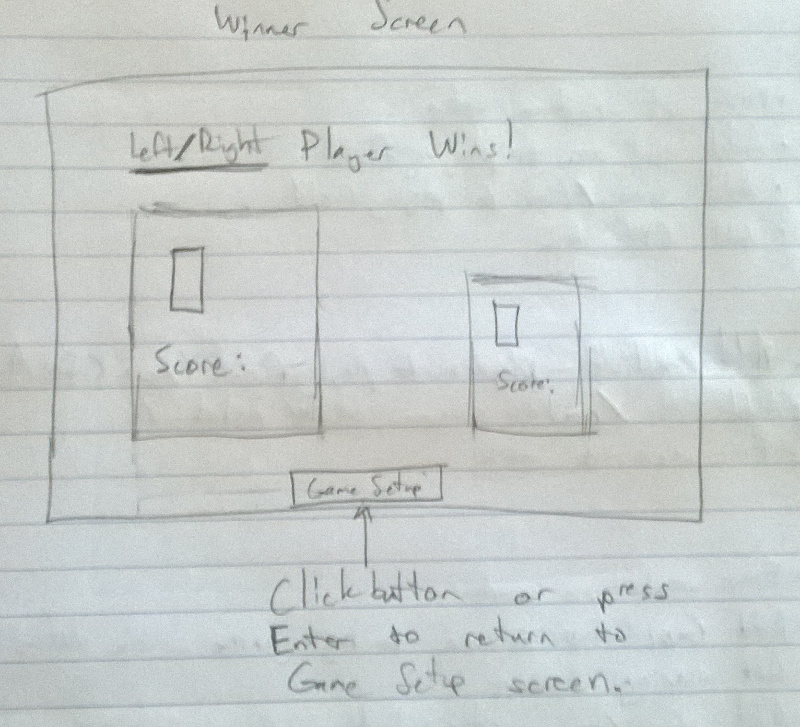 Winner Screen
Left/Right Player Wins!
Score:
Score:
Game Setup
Click button or press
Enter to return to
Game Setup screen.